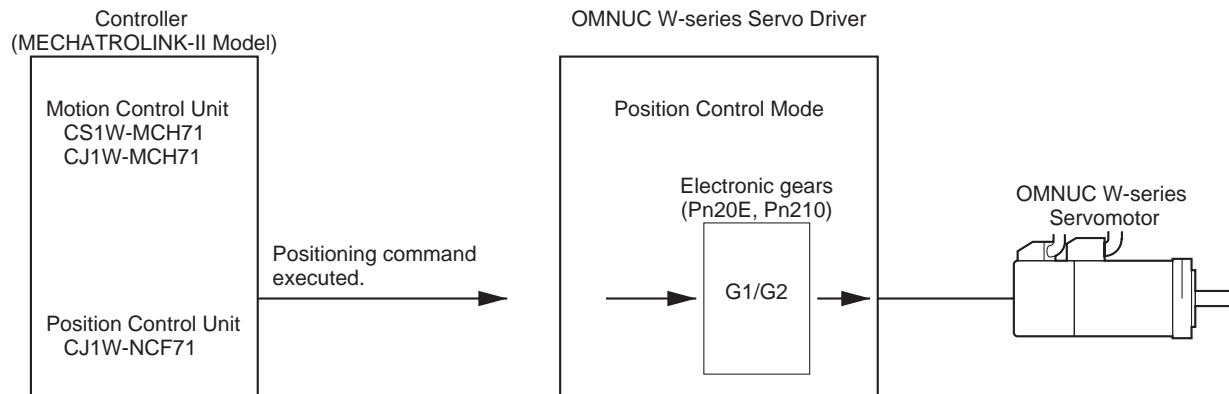 Controller
(MECHATROLINK-II Model)
Motion Control Unit
CS1W-MCH71
CJ1W-MCH71
Position Control Unit
CJ1W-NCF71
Positioning command
executed.
OMNUC W-series Servo Driver
Position Control Mode
Electronic gears
(Pn20E, Pn210)
G1/G2
OMNUC W-series
Servomotor